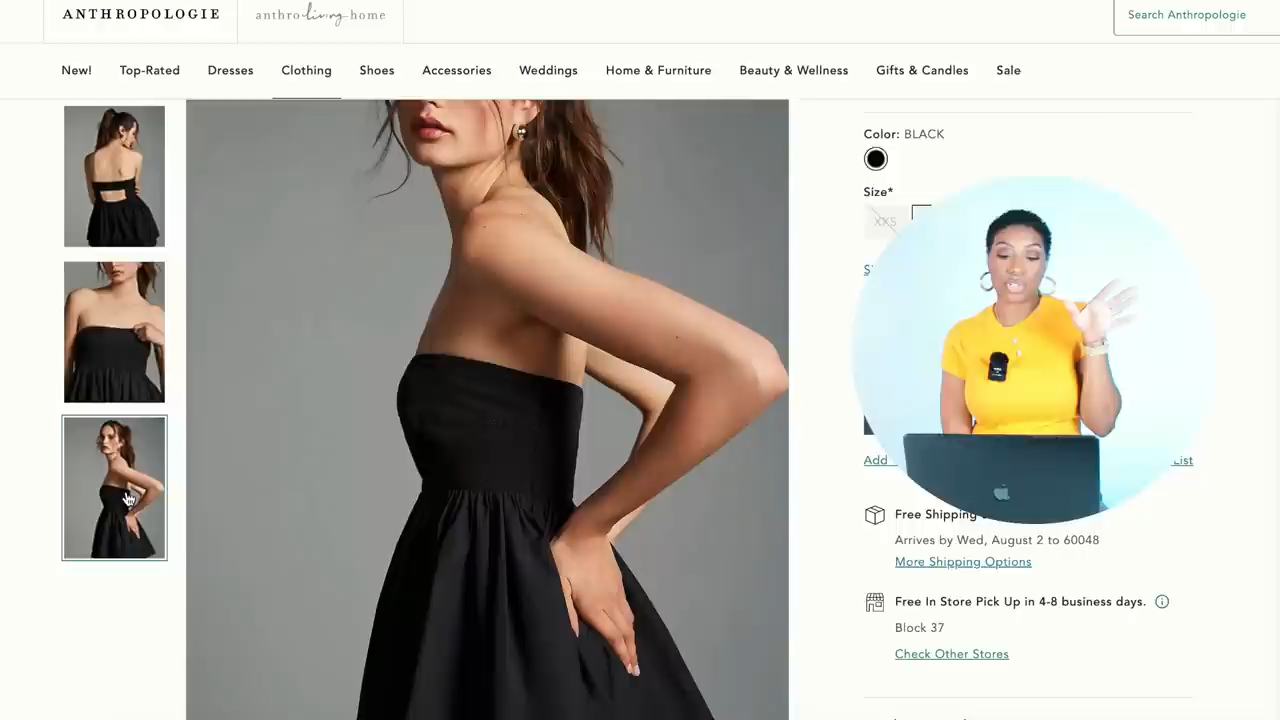 ANTHROPOLOGIE
anthroliving-home
Search Anthropologie
New! Top-Rated Dresses Clothing Shoes Accessories Weddings Home & Furniture Beauty & Wellness Gifts & Candles Sale
Color: BLACK
Size*
XXS
Add List
Free Shipping
Arrives by Wed, August 2 to 60048
More Shipping Options
Free In Store Pick Up in 4-8 business days.
Block 37
Check Other Stores